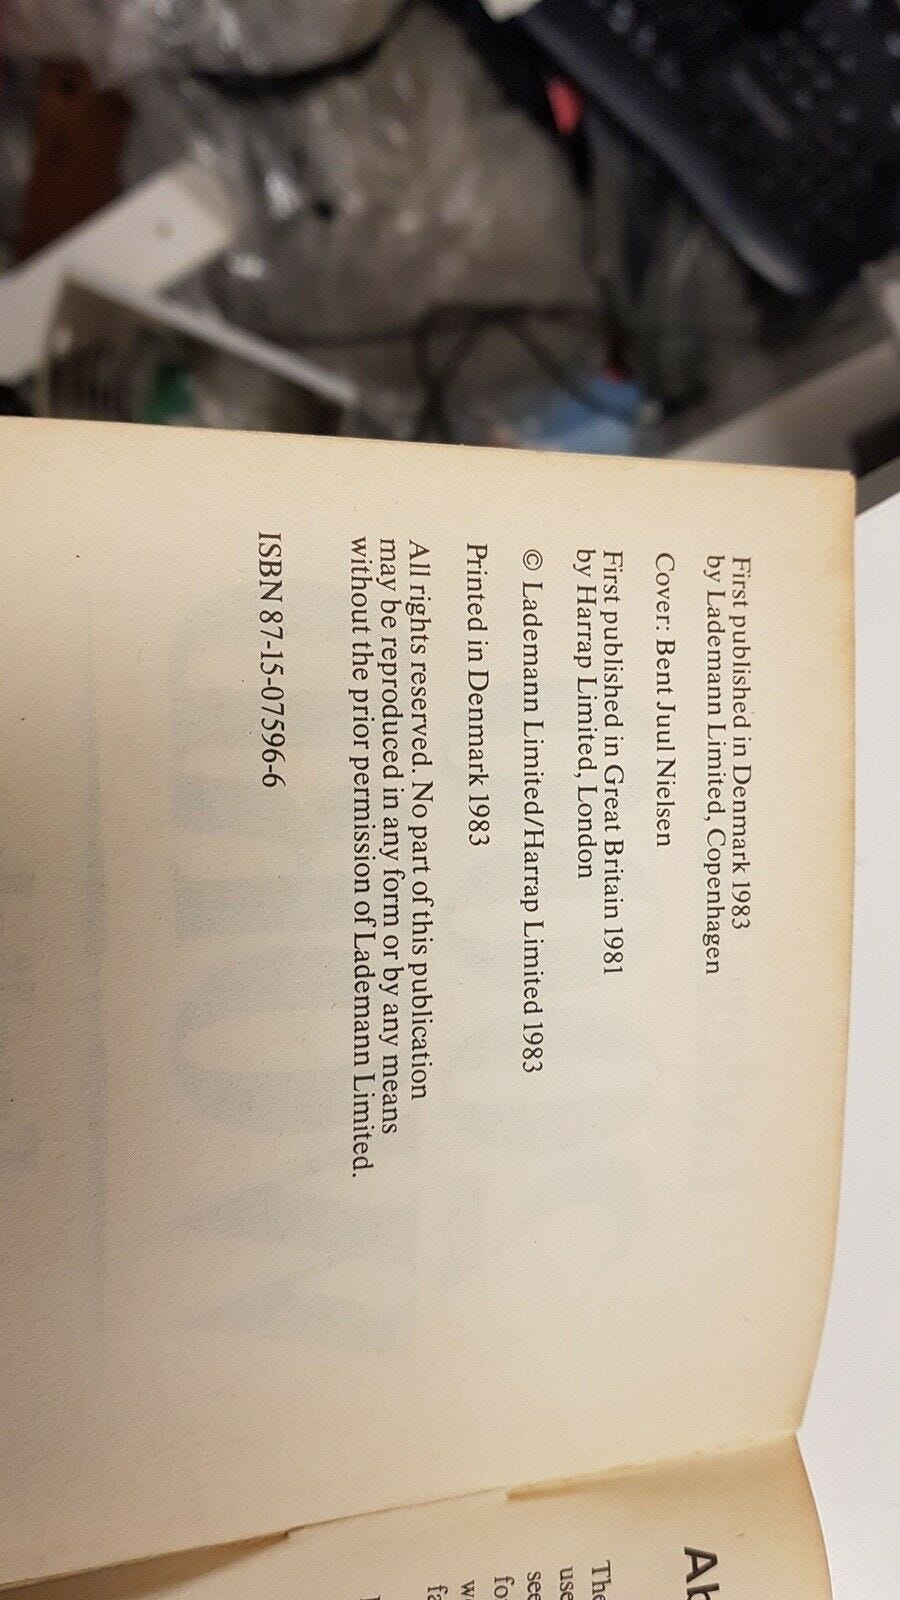 First published in Denmark 1983
by Lademann Limited, Copenhagen
Cover: Bent Juul Nielsen
First published in Great Britain 1981
by Harrap Limited, London
© Lademann Limited/Harrap Limited 1983
Printed in Denmark 1983
All rights reserved. No part of this publication
may be reproduced in any form or by any means
without the prior permission of Lademann Limited.
ISBN 87-15-07596-6